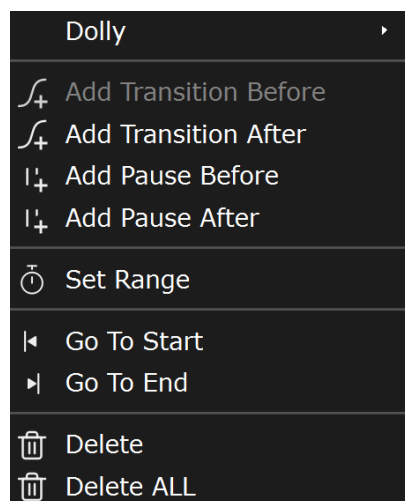 Dolly
Add Transition Before
Add Transition After
Add Pause Before
Add Pause After
Set Range
Go To Start
Go To End
Delete
Delete ALL